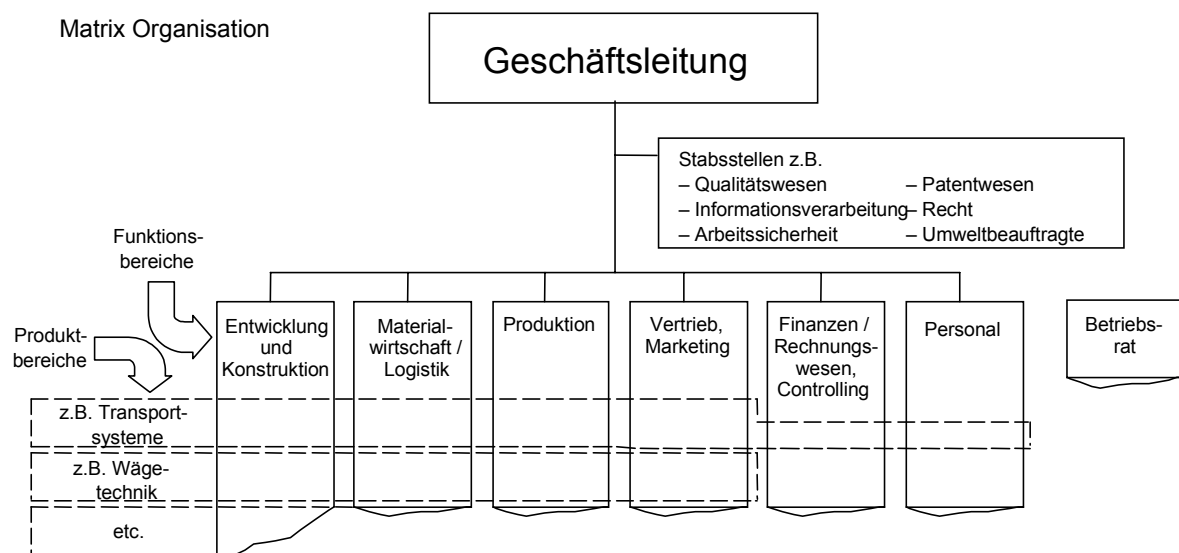 Matrix Organisation
Geschäftsleitung
Stabsstellen z.B.
– Qualitätswesen
– Patentwesen
– Informationsverarbeitung
– Recht
– Arbeitssicherheit
– Umweltbeauftragte
Funktions-
bereiche
Produkt-
bereiche
Entwicklung
und
Konstruktion
Material-
wirtschaft /
Logistik
Produktion
Vertrieb,
Marketing
Finanzen /
Rechnungs-
wesen,
Controlling
Personal
Betriebs-
rat
z.B. Transport-
systeme
z.B. Wäge-
technik
etc.